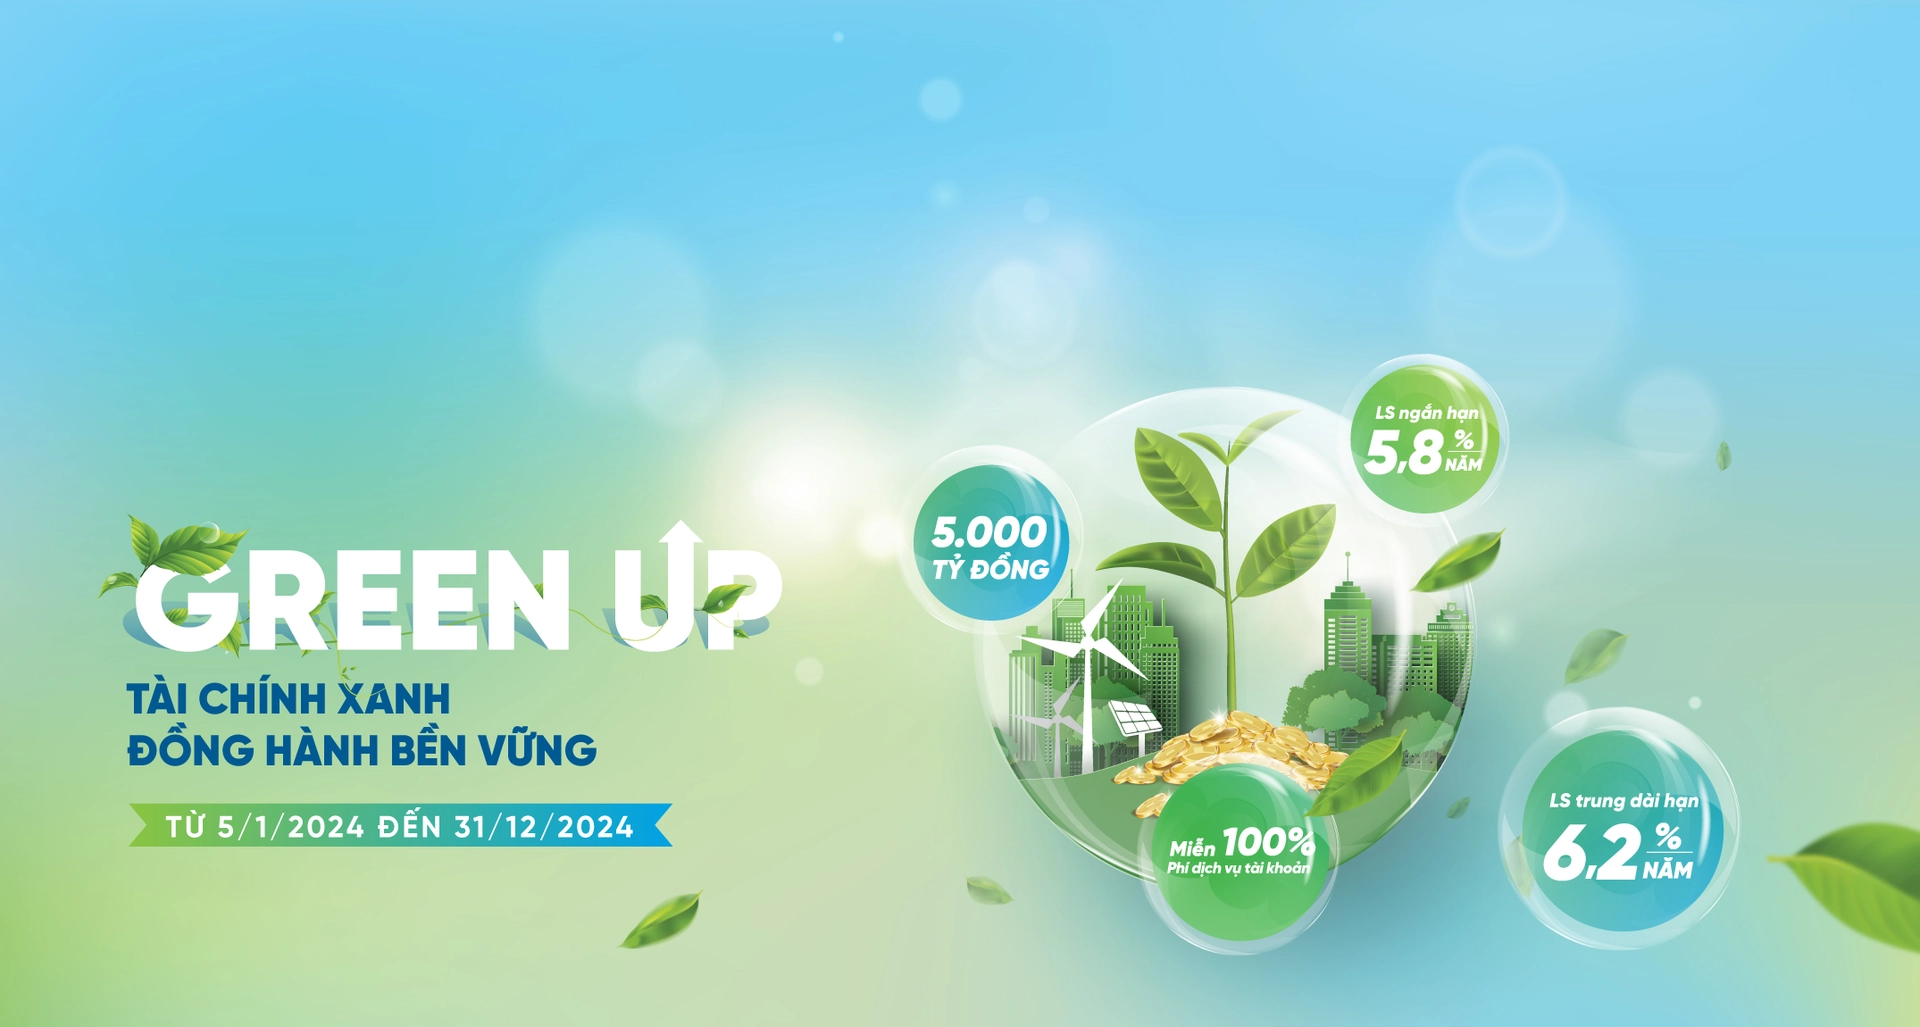 GREEN UP
TÀI CHÍNH XANH
ĐỒNG HÀNH BỀN VỮNG
TỪ 5/1/2024 ĐẾN 31/12/2024
5.000
TỶ ĐỒNG
LS ngắn hạn
5,8 %
NĂM
Miễn 100%
Phí dịch vụ tài khoản
LS trung dài hạn
6,2 %
NĂM